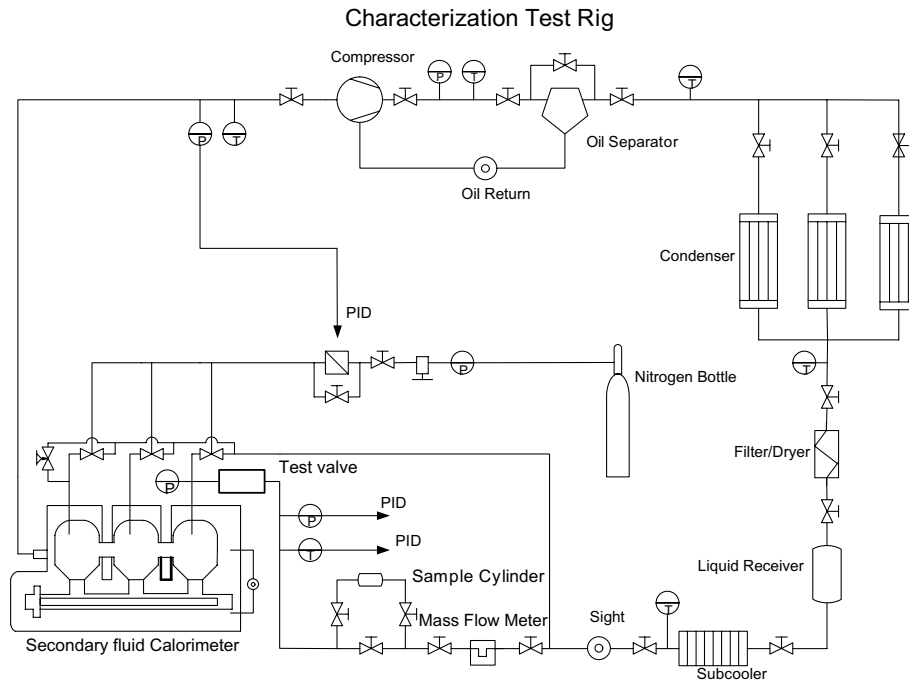 Characterization Test Rig
Compressor
P
T
T
P
T
Oil Separator
Oil Return
Condenser
PID
P
Nitrogen Bottle
T
Filter/Dryer
Test valve
P
PID
P
PID
T
Liquid Receiver
Sample Cylinder
Mass Flow Meter
Sight
T
Secondary fluid Calorimeter
Subcooler